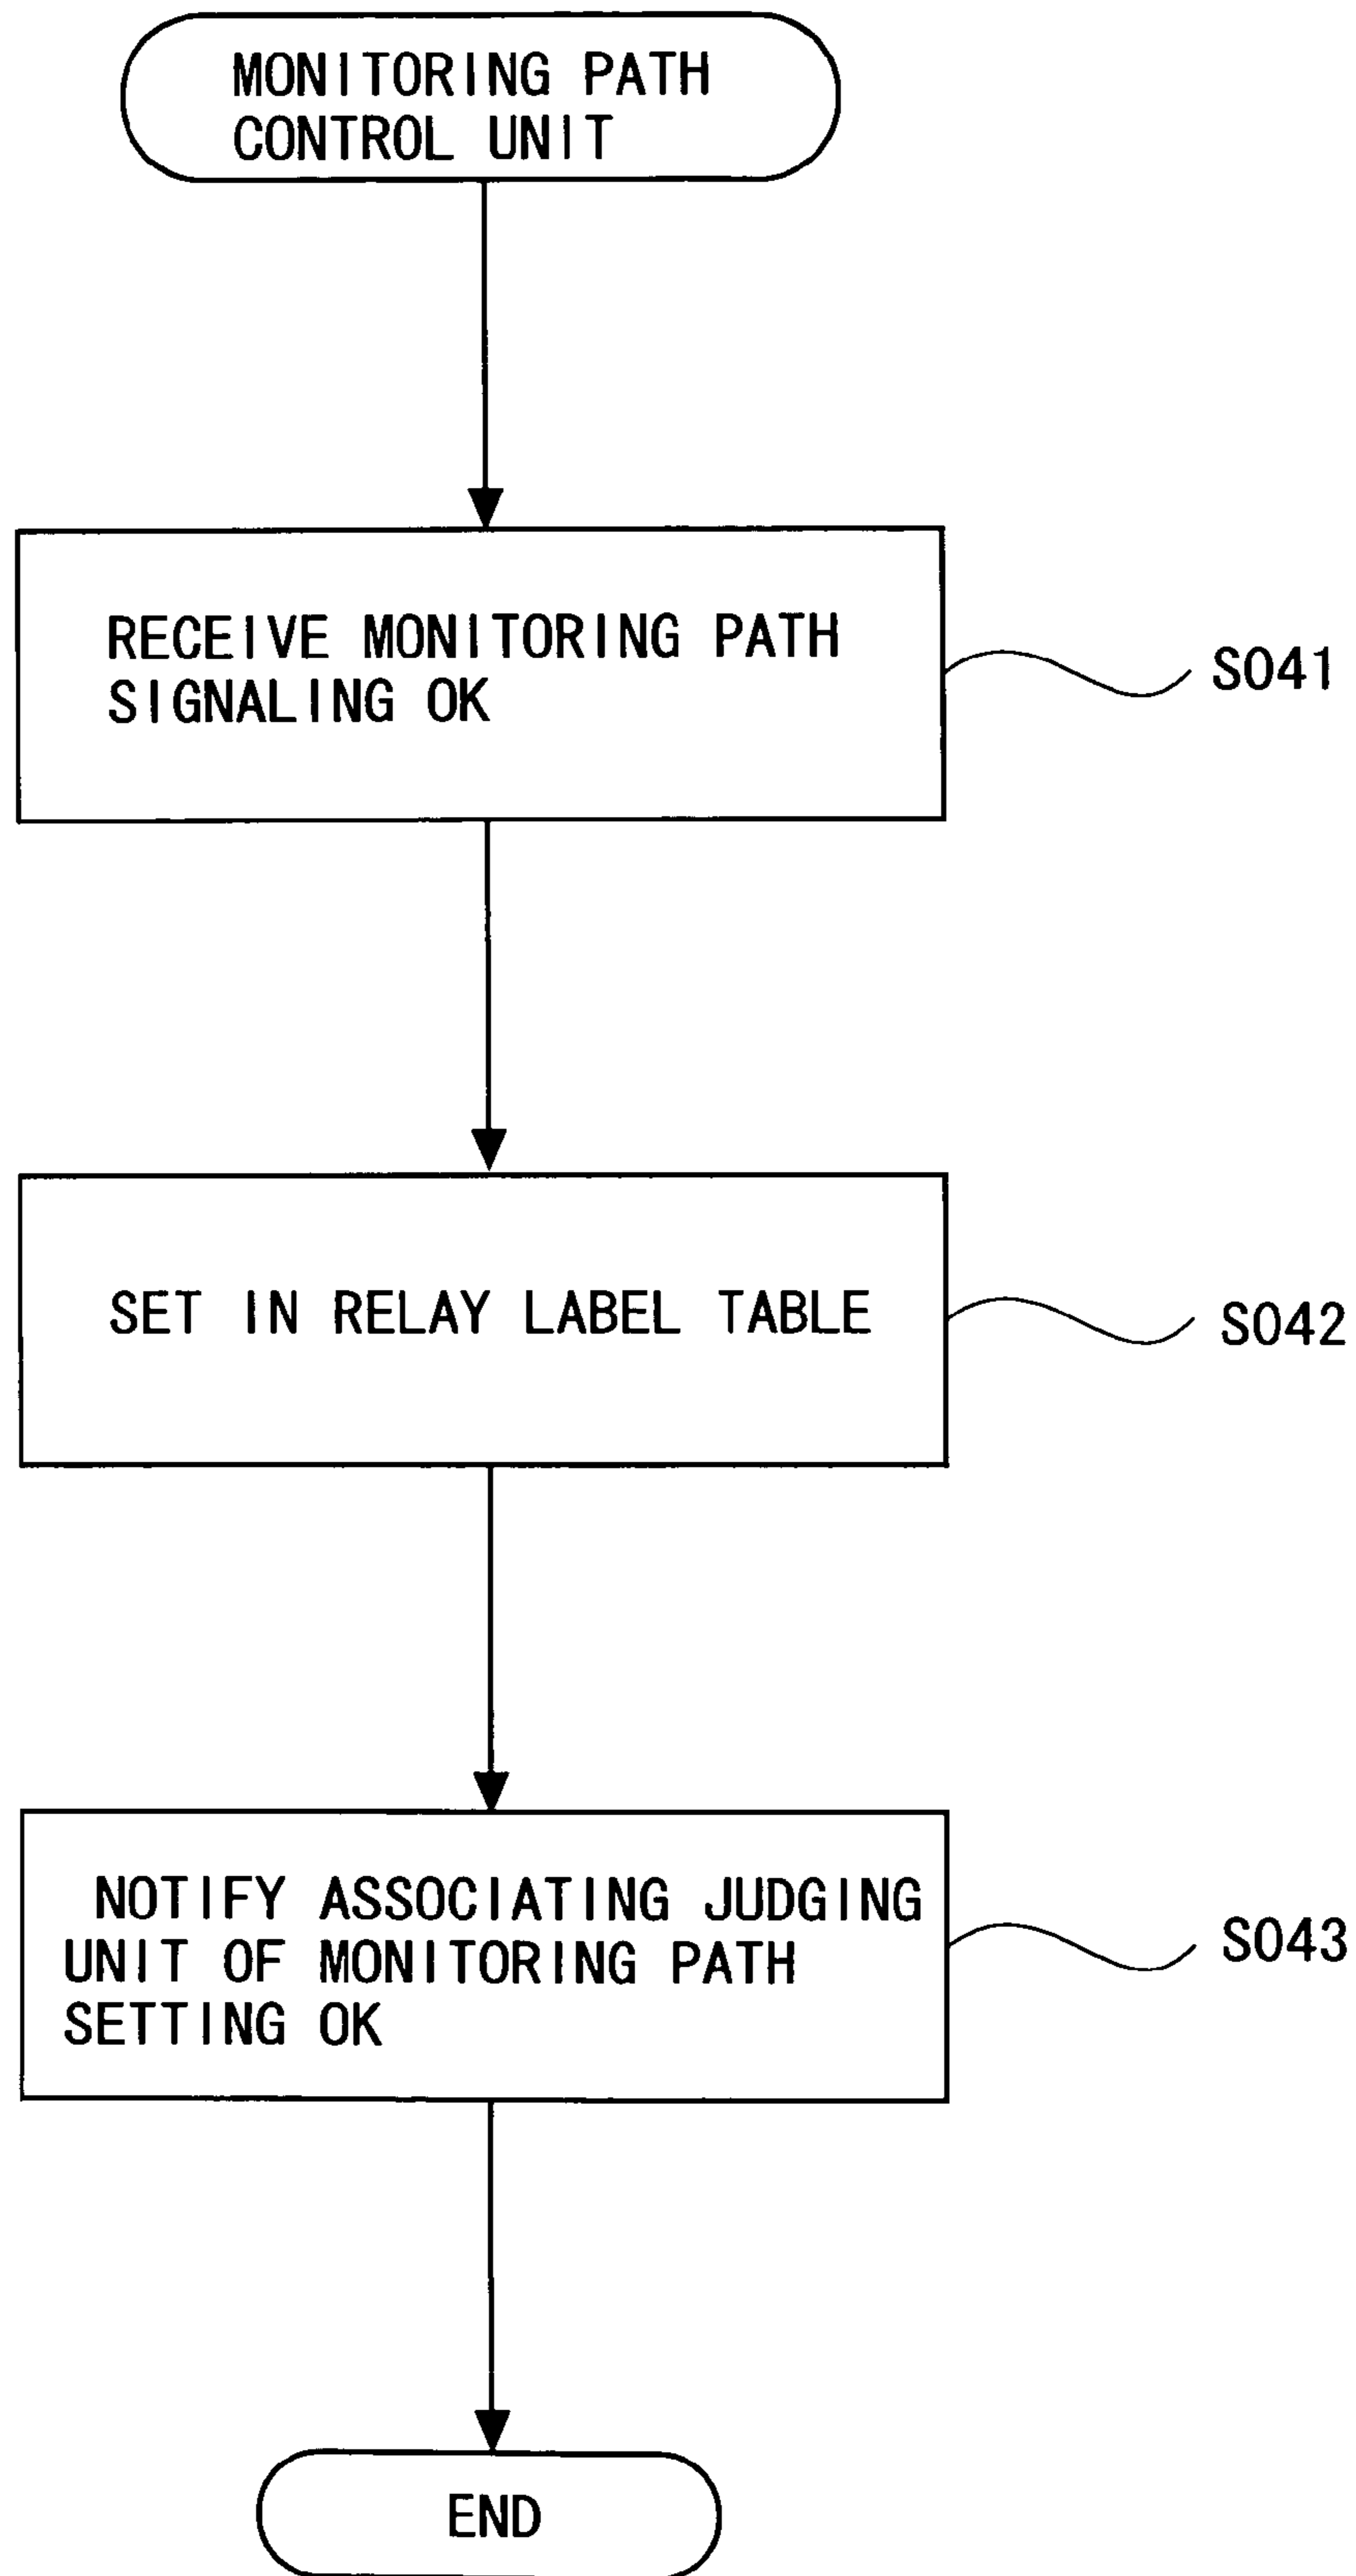 MONITORING PATH
CONTROL UNIT
RECEIVE MONITORING PATH
SIGNALING OK
S041
SET IN RELAY LABEL TABLE
S042
NOTIFY ASSOCIATING JUDGING
UNIT OF MONITORING PATH
SETTING OK
S043
END